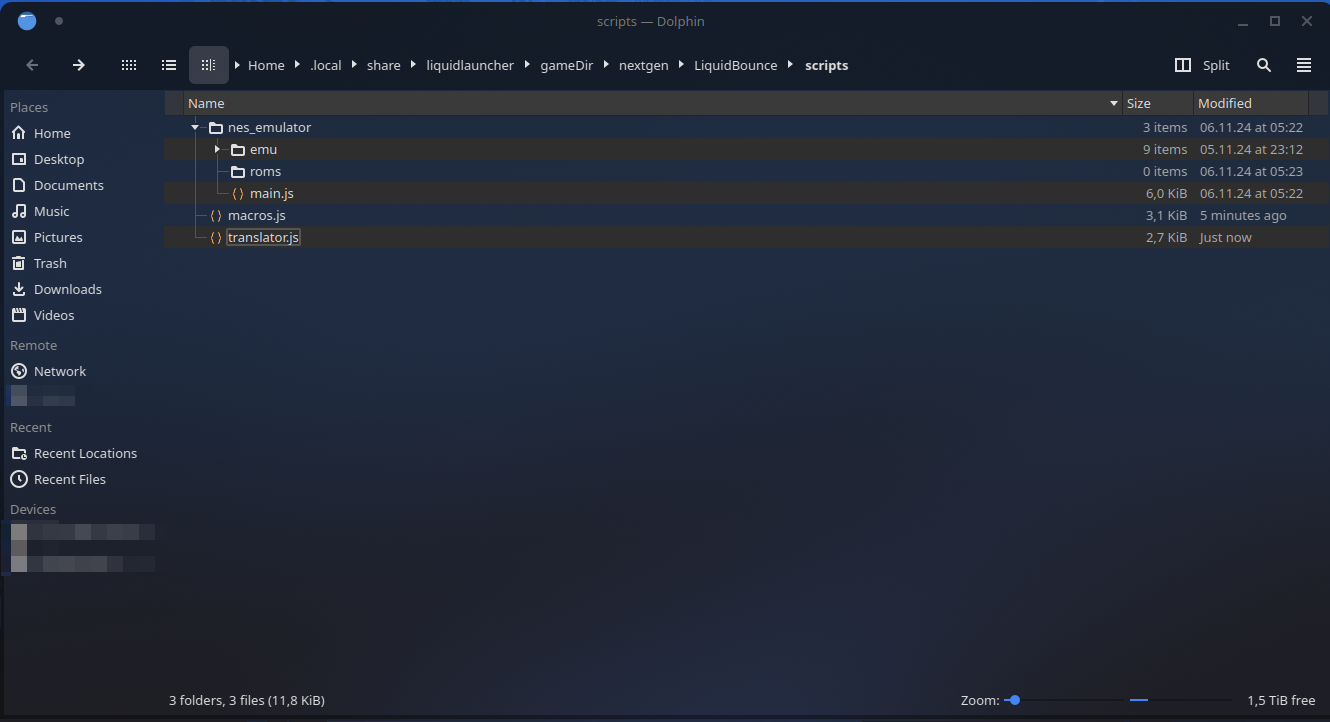 scripts — Dolphin
Home .local share liquidlauncher gameDir nextgen LiquidBounce scripts Split
Places
Home
Desktop
Documents
Music
Pictures
Trash
Downloads
Videos
Remote
Network
Recent
Recent Locations
Recent Files
Devices
Name Size Modified
nes_emulator 3 items 06.11.24 at 05:22
emu 9 items 05.11.24 at 23:12
roms 0 items 06.11.24 at 05:23
main.js 6,0 KiB 06.11.24 at 05:22
macros.js 3,1 KiB 5 minutes ago
translator.js 2,7 KiB Just now
3 folders, 3 files (11,8 KiB) Zoom: 1,5 TiB free